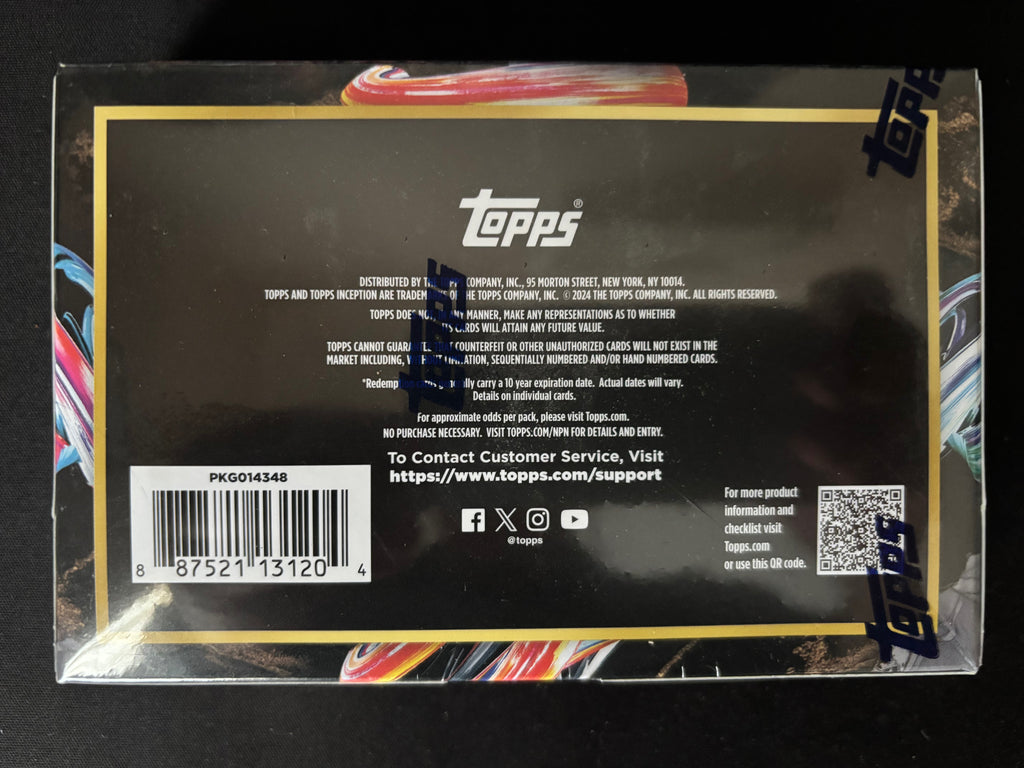 Topps
Topps®
DISTRIBUTED BY COMPANY, INC., 95 MORTON STREET, NEW YORK, NY 10014.
TOPPS AND TOPPS INCEPTION ARE OF THE TOPPS COMPANY, INC. © 2024 THE TOPPS COMPANY, INC. ALL RIGHTS RESERVED.
TOPPS DOES MANNER, MAKE ANY REPRESENTATIONS AS TO WHETHER
WILL ATTAIN ANY FUTURE VALUE.
TOPPS CANNOT COUNTERFEIT OR OTHER UNAUTHORIZED CARDS WILL NOT EXIST IN THE
MARKET INCLUDING, SEQUENTIALLY NUMBERED AND/OR HAND NUMBERED CARDS.
Topps
carry a 10 year expiration date. Actual dates will vary.
Details on individual cards.
For approximate odds per pack, please visit Topps.com.
NO PURCHASE NECESSARY. VISIT TOPPS.COM/NPN FOR DETAILS AND ENTRY.
To Contact Customer Service, Visit
https://www.topps.com/support
@topps
PKG014348
8 87521 13120 4
For more product
information and
checklist visit
Topps.com
or use this QR code.
Topps